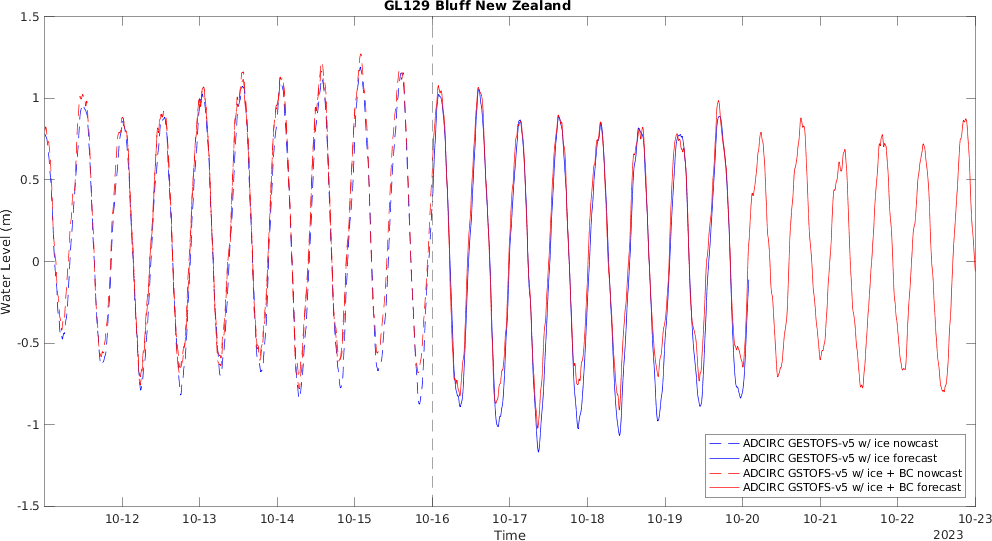 GL129 Bluff New Zealand
1.5
1
0.5
0
-0.5
-1
-1.5
Water Level (m)
10-12
10-13
10-14
10-15
10-16
10-17
10-18
10-19
10-20
10-21
10-22
10-23
Time
2023
ADCIRC GESTOFS-v5 w/ ice nowcast
ADCIRC GESTOFS-v5 w/ ice forecast
ADCIRC GSTOFS-v5 w/ ice + BC nowcast
ADCIRC GSTOFS-v5 w/ ice + BC forecast